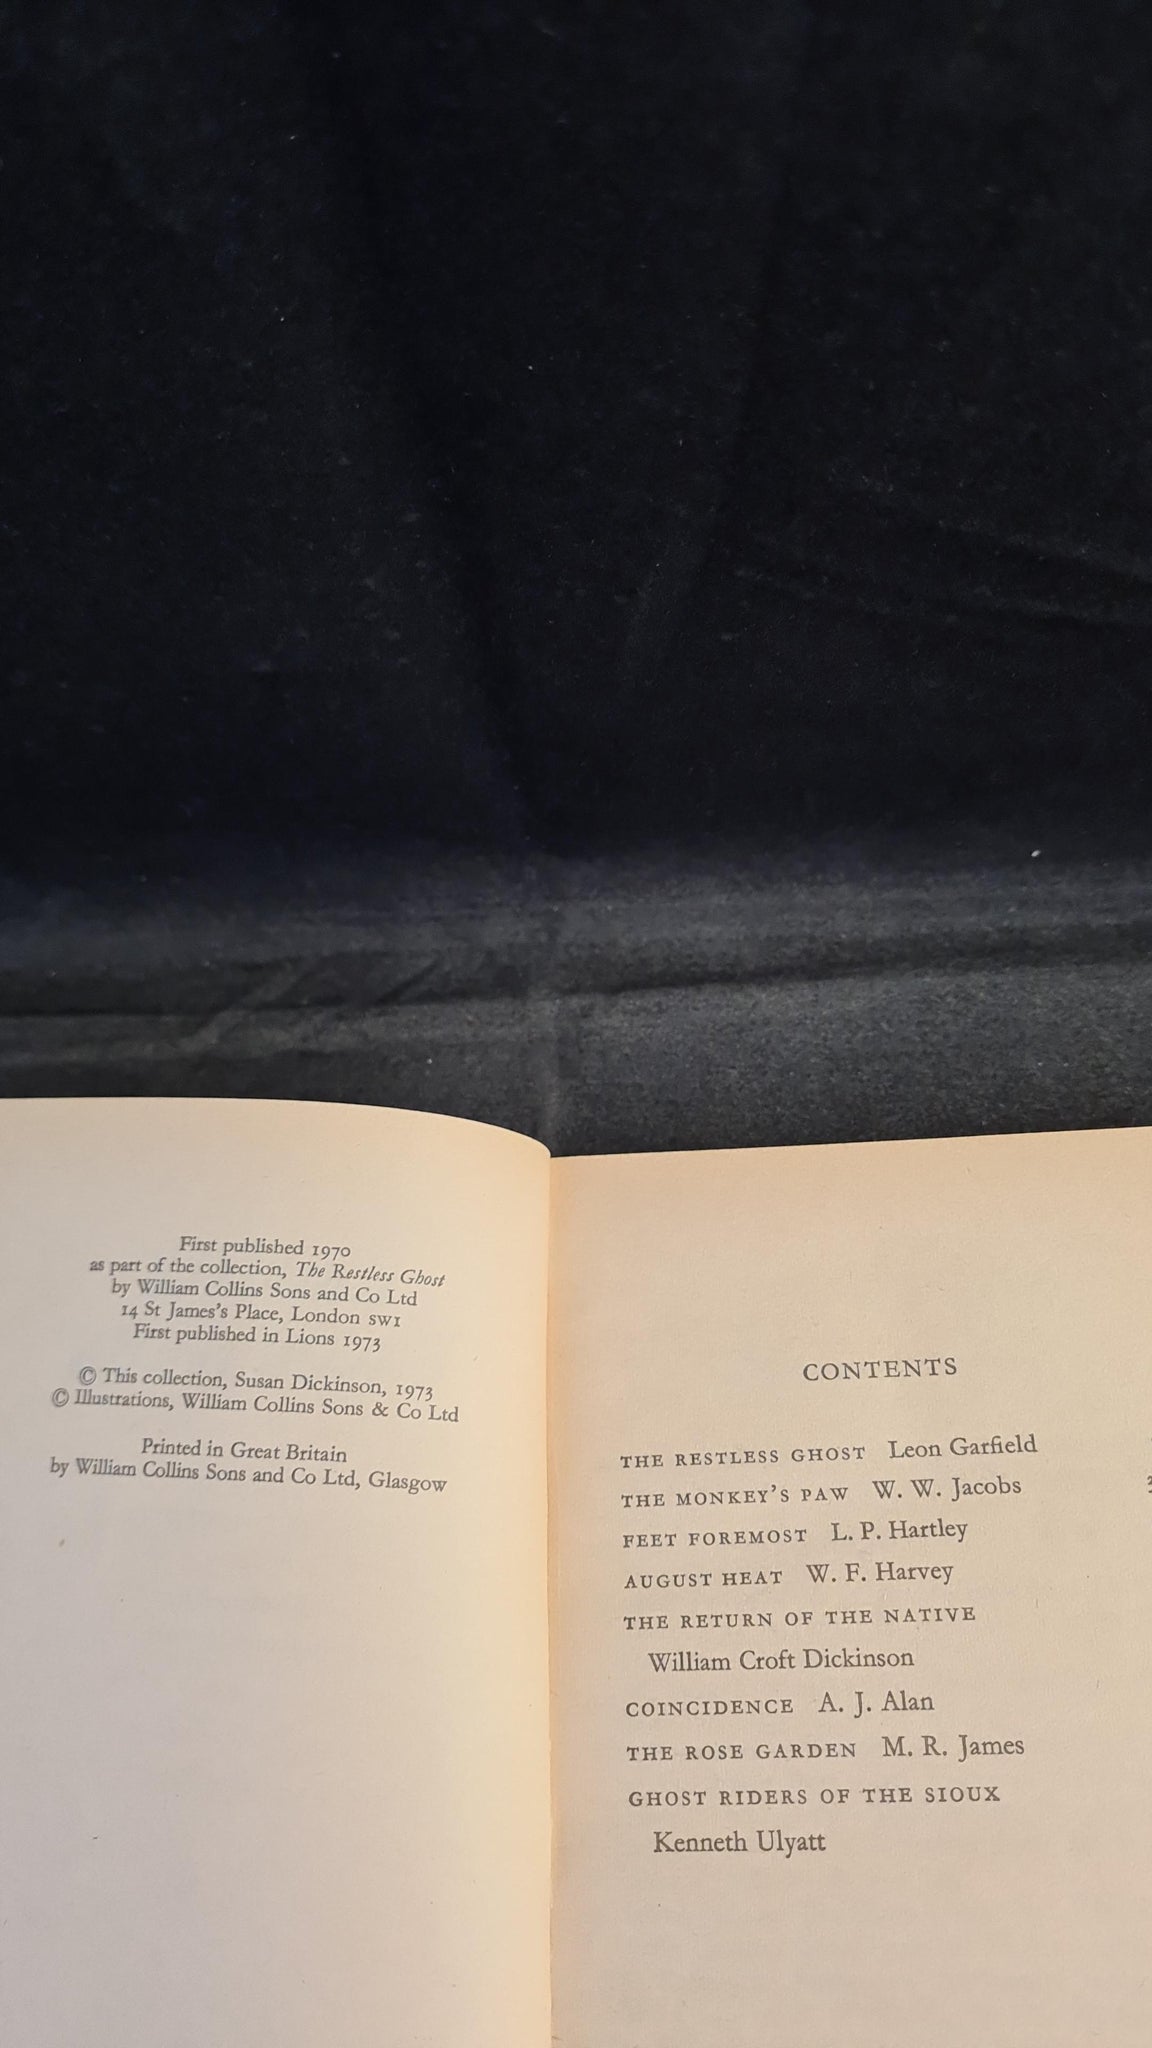 First published 1970
as part of the collection, The Restless Ghost
by William Collins Sons and Co Ltd
14 St James's Place, London SW1
First published in Lions 1973
© This collection, Susan Dickinson, 1973
© Illustrations, William Collins Sons & Co Ltd
Printed in Great Britain
by William Collins Sons and Co Ltd, Glasgow
CONTENTS
THE RESTLESS GHOST Leon Garfield
THE MONKEY'S PAW W. W. Jacobs
FEET FOREMOST L. P. Hartley
AUGUST HEAT W. F. Harvey
THE RETURN OF THE NATIVE
William Croft Dickinson
COINCIDENCE A. J. Alan
THE ROSE GARDEN M. R. James
GHOST RIDERS OF THE SIOUX
Kenneth Ulyatt